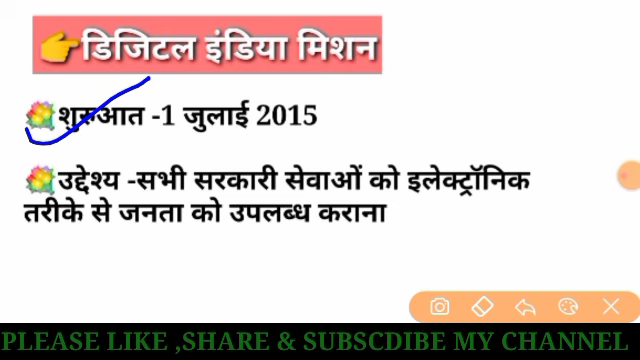 डिजिटल इंडिया मिशन
शुरुआत -1 जुलाई 2015
उद्देश्य -सभी सरकारी सेवाओं को इलेक्ट्रॉनिक
तरीके से जनता को उपलब्ध कराना
PLEASE LIKE ,SHARE & SUBSCDIBE MY CHANNEL